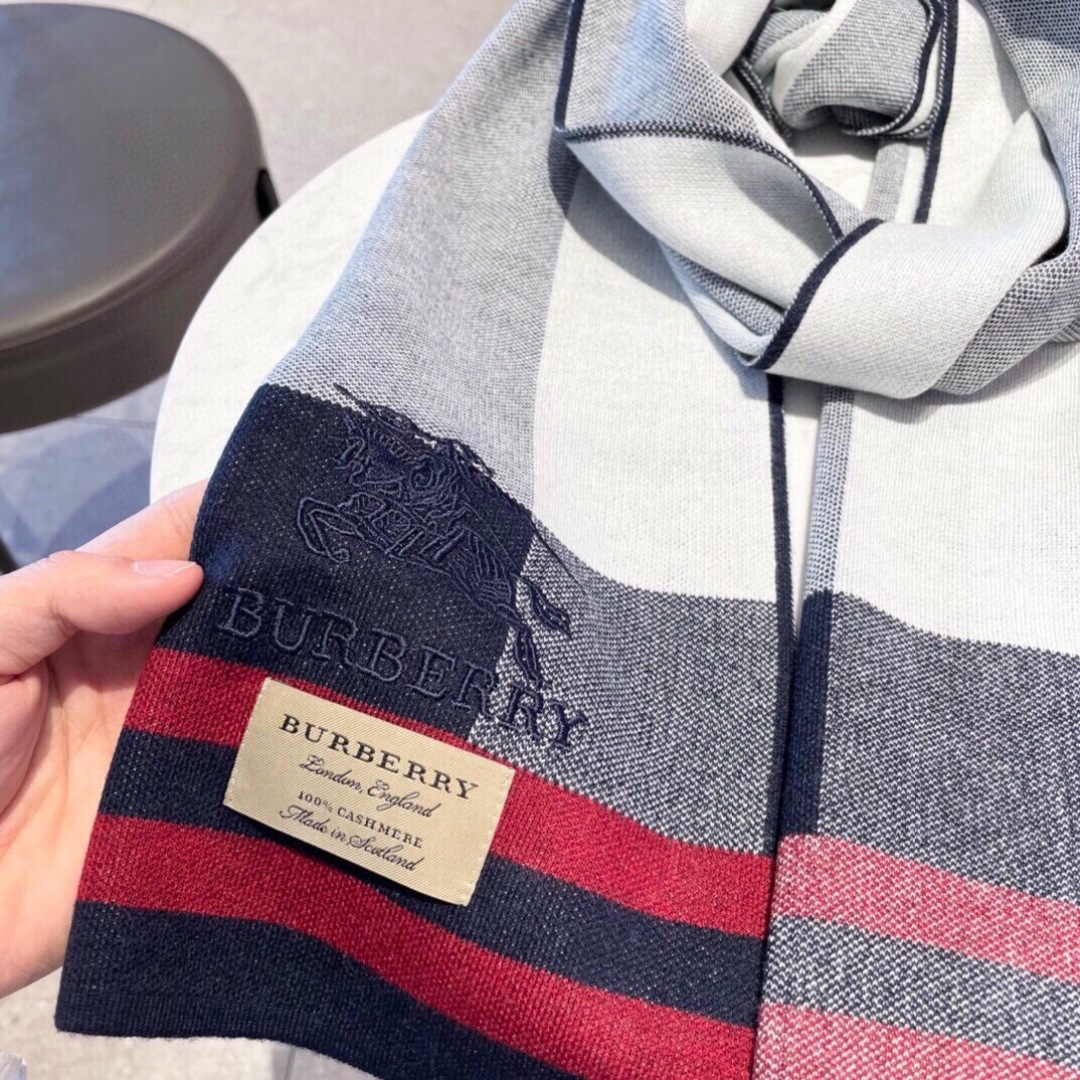 BURBERRY
BURBERRY
London, England
100% CASHMERE
Made in Scotland